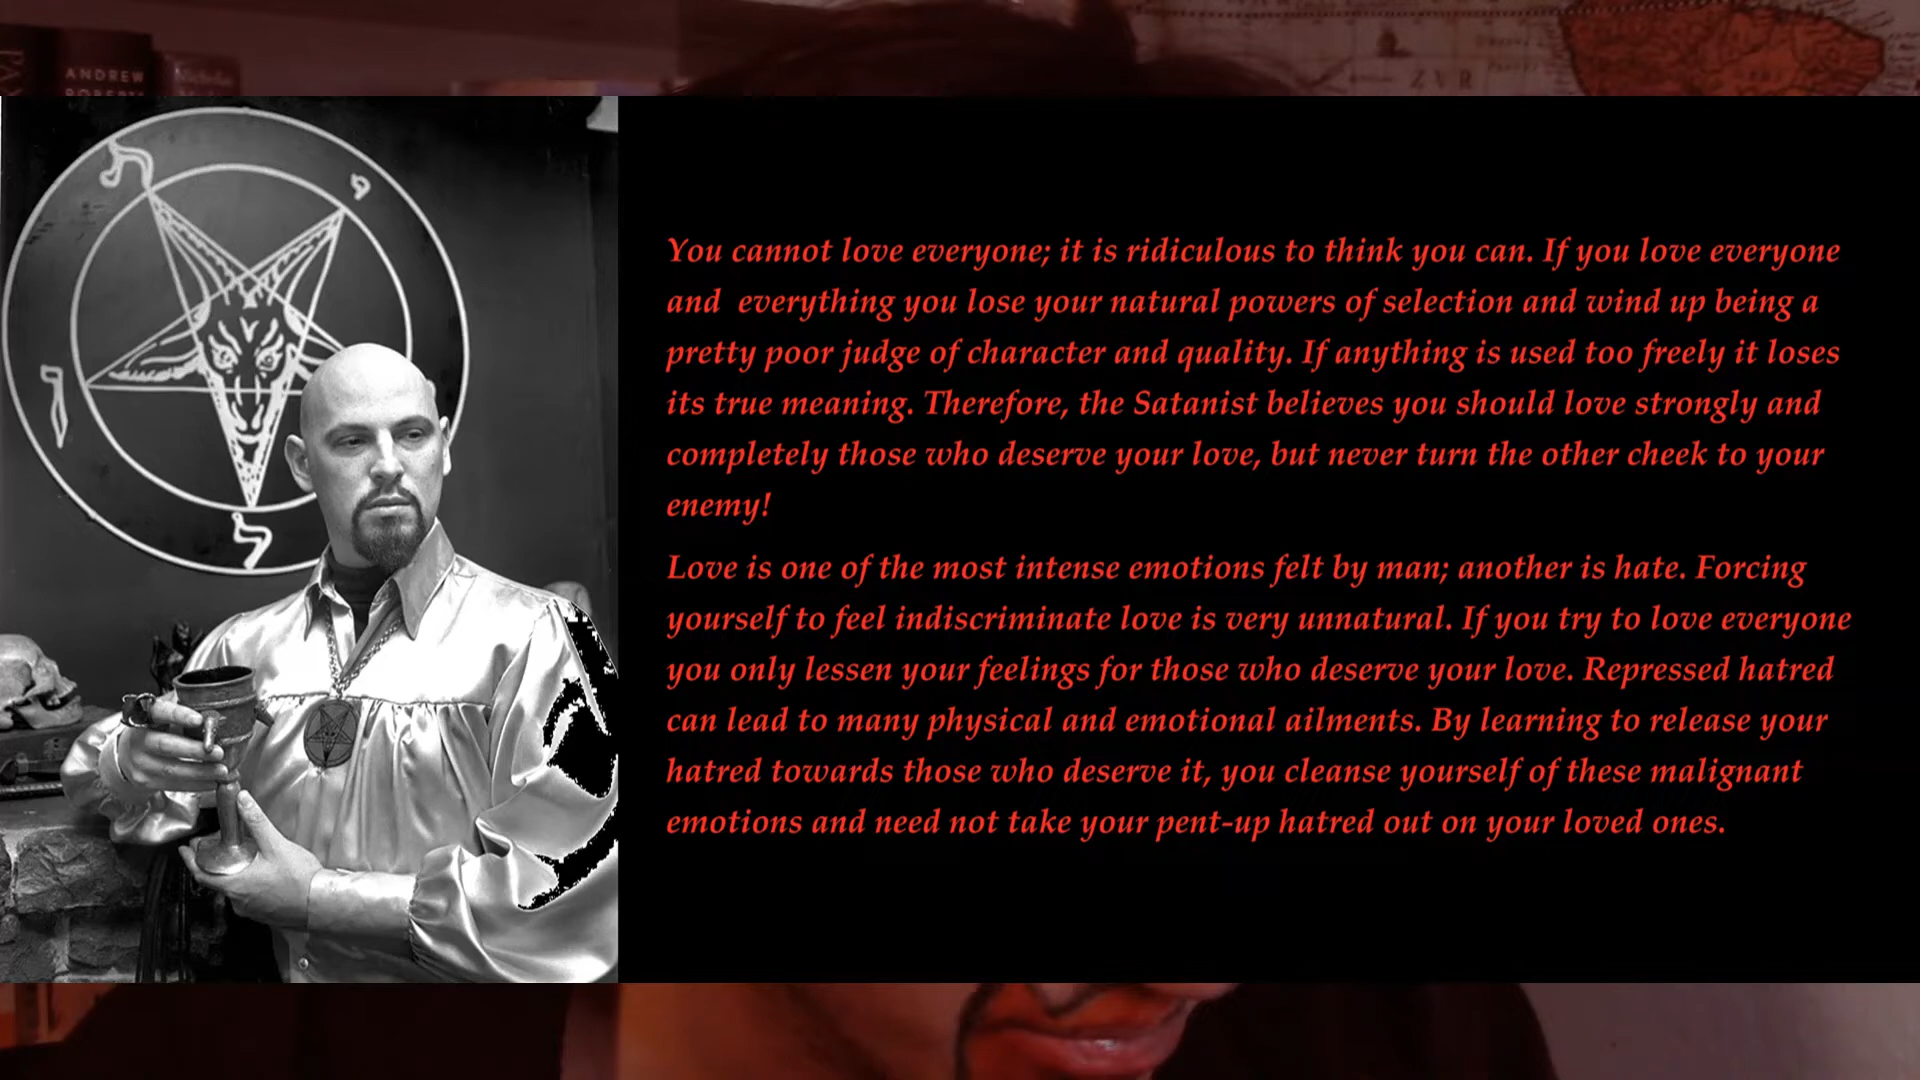 ANDREW
ZVR
You cannot love everyone; it is ridiculous to think you can. If you love everyone
and everything you lose your natural powers of selection and wind up being a
pretty poor judge of character and quality. If anything is used too freely it loses
its true meaning. Therefore, the Satanist believes you should love strongly and
completely those who deserve your love, but never turn the other cheek to your
enemy!
Love is one of the most intense emotions felt by man; another is hate. Forcing
yourself to feel indiscriminate love is very unnatural. If you try to love everyone
you only lessen your feelings for those who deserve your love. Repressed hatred
can lead to many physical and emotional ailments. By learning to release your
hatred towards those who deserve it, you cleanse yourself of these malignant
emotions and need not take your pent-up hatred out on your loved ones.